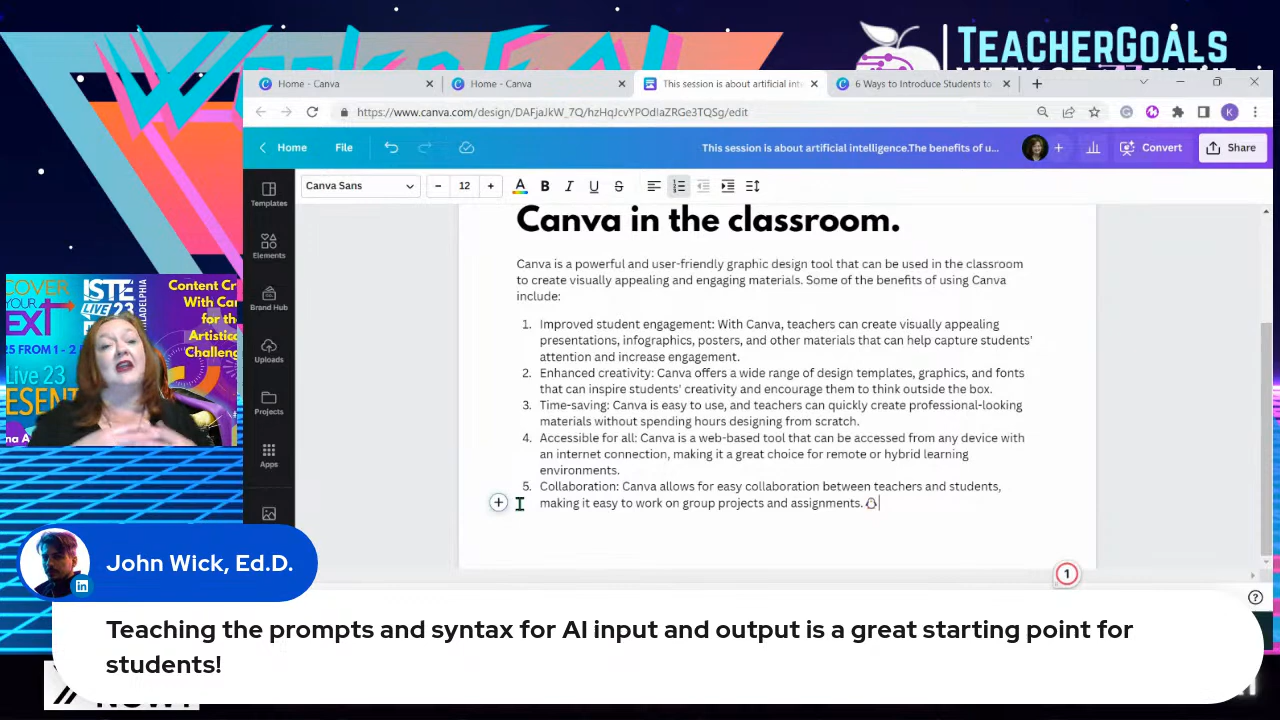 TEACHERGOALS
Home - Canva
Home - Canva
This session is about artificial inte
6 Ways to Introduce Students to
https://www.canva.com/design/DAFjaJkW_7Q/hzHqJcvYPOdIaZRGe3TQSg/edit
Home
File
This session is about artificial intelligence.The benefits of u...
Convert
Share
Canva Sans
12
Templates
Elements
Brand Hub
Uploads
Projects
Apps
Canva in the classroom.
Canva is a powerful and user-friendly graphic design tool that can be used in the classroom
to create visually appealing and engaging materials. Some of the benefits of using Canva
include:
1. Improved student engagement: With Canva, teachers can create visually appealing
presentations, infographics, posters, and other materials that can help capture students'
attention and increase engagement.
2. Enhanced creativity: Canva offers a wide range of design templates, graphics, and fonts
that can inspire students' creativity and encourage them to think outside the box.
3. Time-saving: Canva is easy to use, and teachers can quickly create professional-looking
materials without spending hours designing from scratch.
4. Accessible for all: Canva is a web-based tool that can be accessed from any device with
an internet connection, making it a great choice for remote or hybrid learning
environments.
5. Collaboration: Canva allows for easy collaboration between teachers and students,
making it easy to work on group projects and assignments.
1
ISTE
LIVE 23
Content Cr
With Can
for the
Artistica
Challeng
25 FROM 1 - 2
Live 23
John Wick, Ed.D.
Teaching the prompts and syntax for AI input and output is a great starting point for
students!